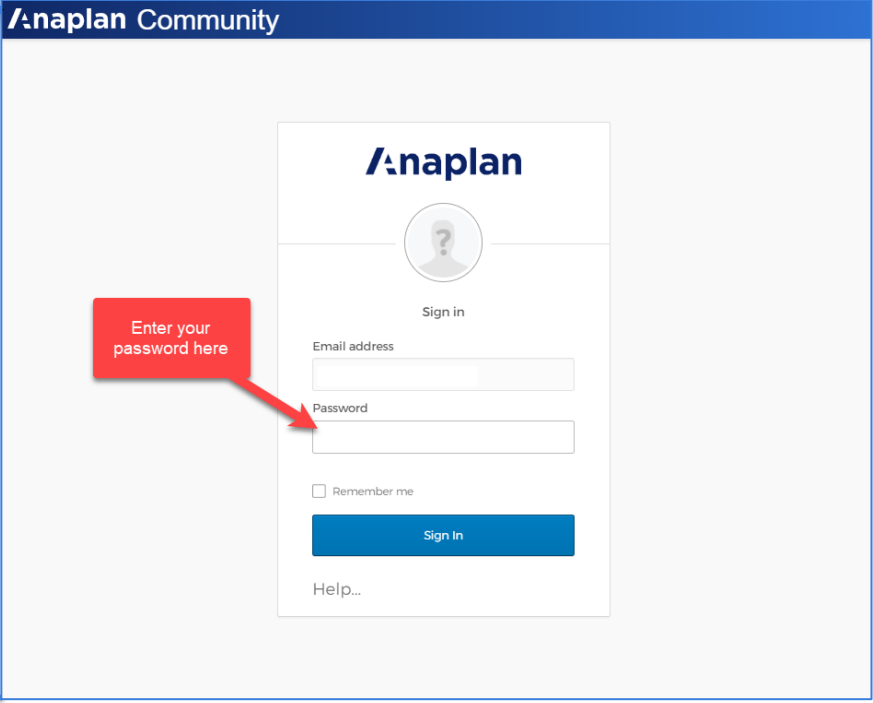 Anaplan Community
Anaplan
?
Sign in
Enter your
password here
Email address
Password
Remember me
Sign In
Help...